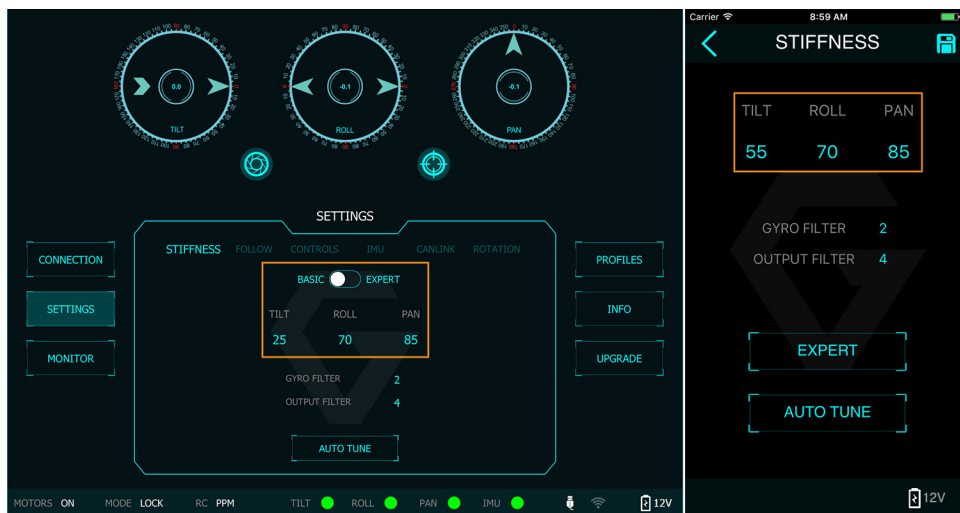 0.0
TILT
-0.1
ROLL
-0.1
PAN
SETTINGS
STIFFNESS FOLLOW CONTROLS IMU CANLINK ROTATION
BASIC EXPERT
TILT ROLL PAN
25 70 85
GYRO FILTER 2
OUTPUT FILTER 4
AUTO TUNE
CONNECTION
SETTINGS
MONITOR
PROFILES
INFO
UPGRADE
MOTORS ON MODE LOCK RC PPM TILT ROLL PAN IMU 12V
Carrier 8:59 AM
STIFFNESS
TILT ROLL PAN
55 70 85
GYRO FILTER 2
OUTPUT FILTER 4
EXPERT
AUTO TUNE
12V